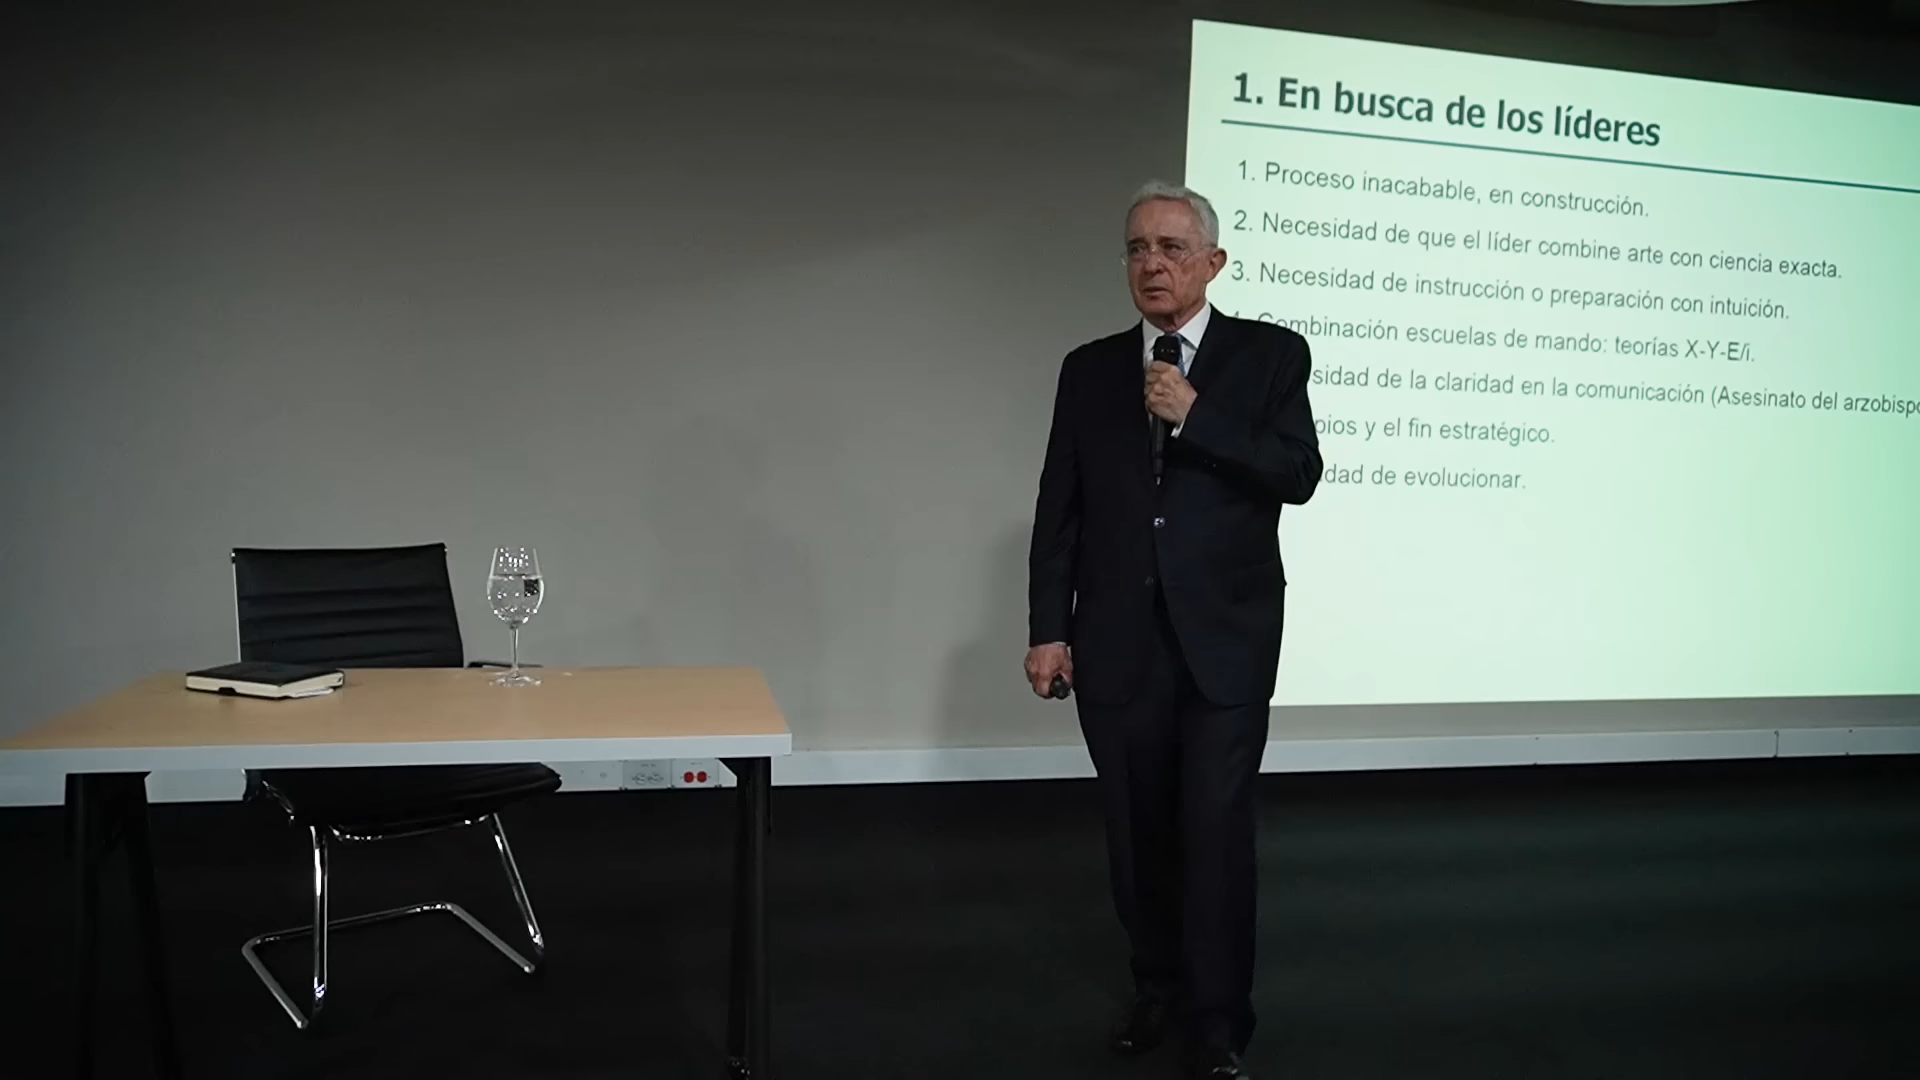 1. En busca de los líderes
1. Proceso inacabable, en construcción.
2. Necesidad de que el líder combine arte con ciencia exacta.
3. Necesidad de instrucción o preparación con intuición.
Combinación escuelas de mando: teorías X-Y-E/i.
sidad de la claridad en la comunicación (Asesinato del arzobispo
pios y el fin estratégico.
dad de evolucionar.